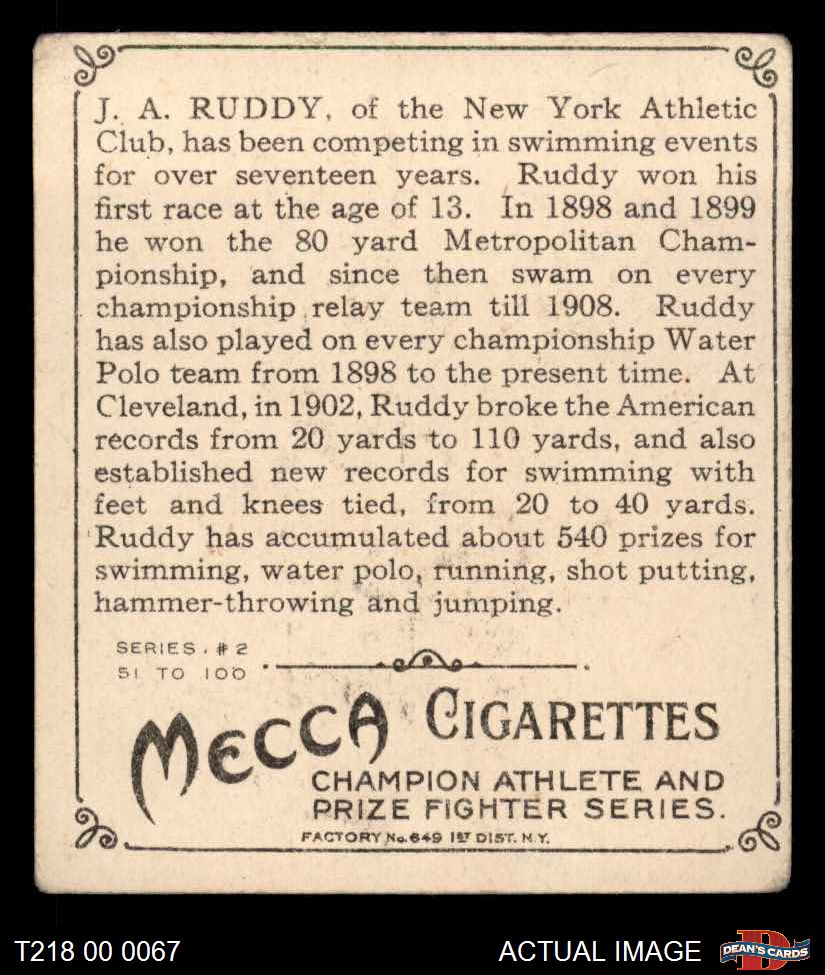 J. A. RUDDY, of the New York Athletic
Club, has been competing in swimming events
for over seventeen years. Ruddy won his
first race at the age of 13. In 1898 and 1899
he won the 80 yard Metropolitan Cham-
pionship, and since then swam on every
championship relay team till 1908. Ruddy
has also played on every championship Water
Polo team from 1898 to the present time. At
Cleveland, in 1902, Ruddy broke the American
records from 20 yards to 110 yards, and also
established new records for swimming with
feet and knees tied, from 20 to 40 yards.
Ruddy has accumulated about 540 prizes for
swimming, water polo, running, shot putting,
hammer-throwing and jumping.
SERIES. #2
51 TO 100
MECCA CIGARETTES
CHAMPION ATHLETE AND
PRIZE FIGHTER SERIES.
FACTORY No. 649 1ST DIST. N.Y.
T218 00 0067
ACTUAL IMAGE
DEAN'S CARDS